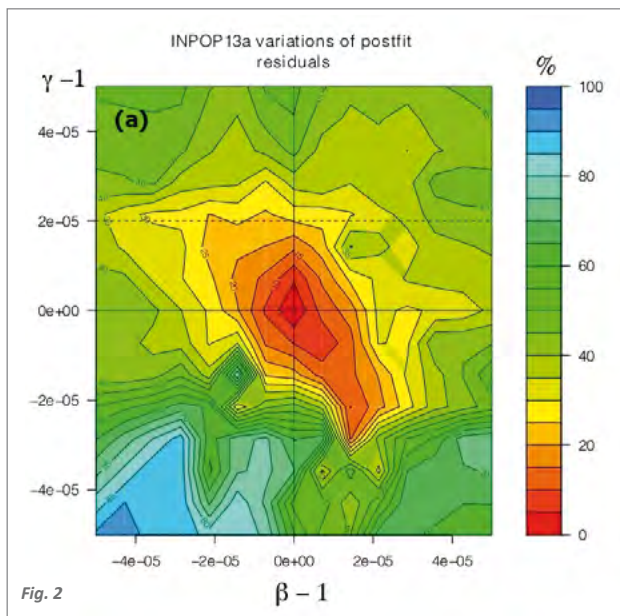 INPOP13a variations of postfit
residuals
γ −1
%
(a)
100
80
60
40
20
0
4e−05
2e−05
0e+00
−2e−05
−4e−05
−4e−05
−2e−05
0e+00
2e−05
4e−05
β − 1
Fig. 2